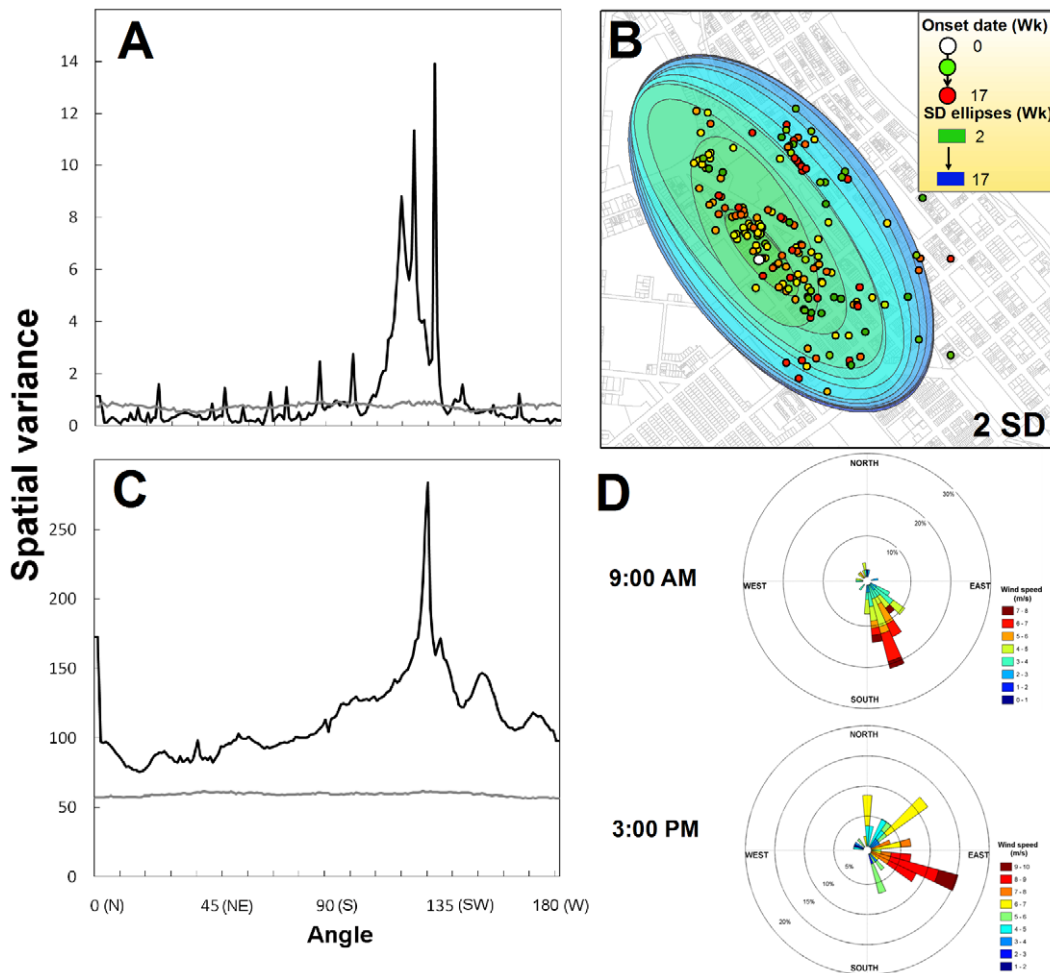 A
14
12
10
8
6
4
2
0
Spatial variance
B
Onset date (Wk)
0
17
SD ellipses (Wk)
2
17
2 SD
C
250
200
150
100
50
0
0 (N)
45 (NE)
90 (S)
135 (SW)
180 (W)
Angle
D
9:00 AM
NORTH
30%
20%
10%
WEST
EAST
SOUTH
Wind speed
(m/s)
7 - 8
6 - 7
5 - 6
4 - 5
3 - 4
2 - 3
1 - 2
0 - 1
3:00 PM
NORTH
WEST
EAST
5%
10%
15%
20%
SOUTH
Wind speed
(m/s)
9 - 10
8 - 9
7 - 8
6 - 7
5 - 6
4 - 5
3 - 4
2 - 3
1 - 2